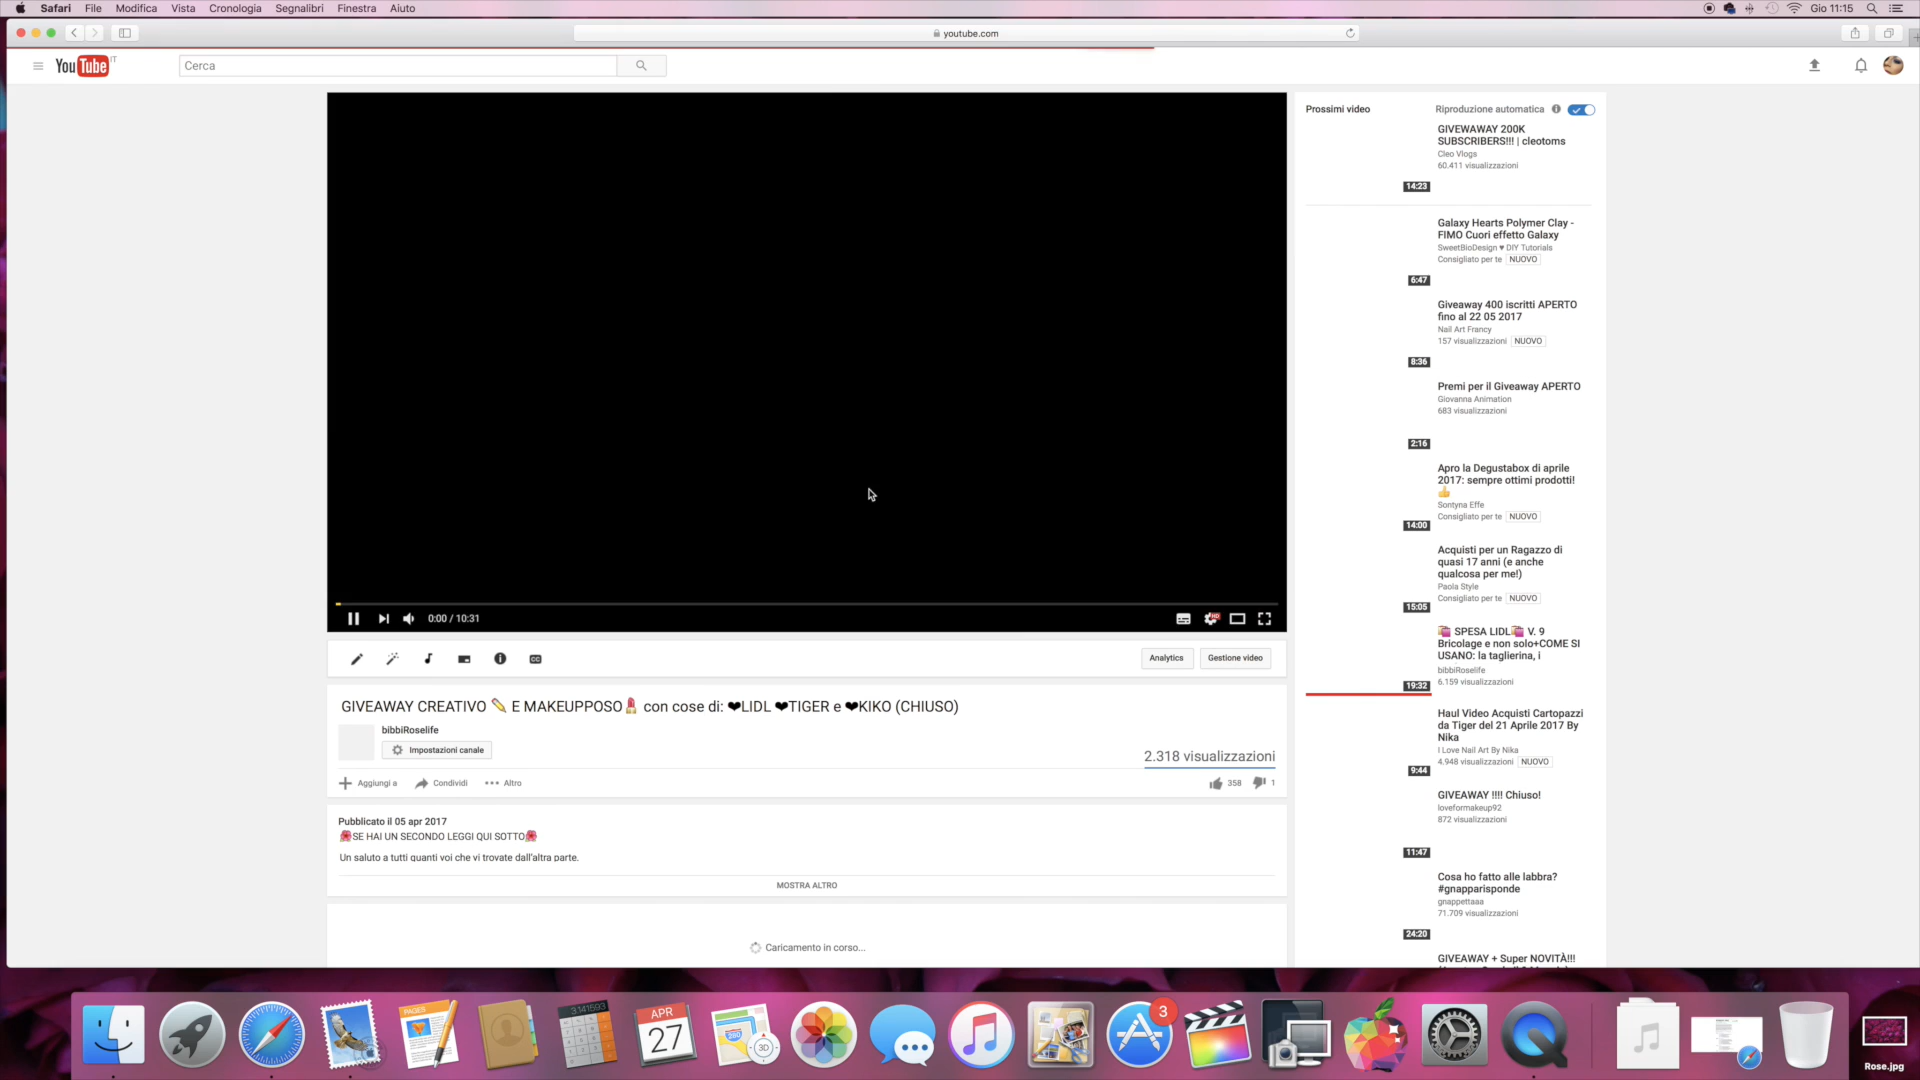 Safari File Modifica Vista Cronologia Segnalibri Finestra Aiuto Gio 11:15
youtube.com
YouTube IT
Cerca
0:00 / 10:31
Analytics Gestione video
GIVEAWAY CREATIVO ✏️ E MAKEUPPOSO💄 con cose di: ❤LIDL ❤TIGER e ❤KIKO (CHIUSO)
bibbiRoselife
Impostazioni canale
2.318 visualizzazioni
Aggiungi a Condividi Altro 358 1
Pubblicato il 05 apr 2017
🌺SE HAI UN SECONDO LEGGI QUI SOTTO🌺
Un saluto a tutti quanti voi che vi trovate dall'altra parte.
MOSTRA ALTRO
Caricamento in corso...
Prossimi video Riproduzione automatica
GIVEWAWAY 200K
SUBSCRIBERS!!! | cleotoms
Cleo Vlogs
60.411 visualizzazioni
14:23
Galaxy Hearts Polymer Clay -
FIMO Cuori effetto Galaxy
SweetBioDesign ♥ DIY Tutorials
Consigliato per te NUOVO
6:47
Giveaway 400 iscritti APERTO
fino al 22 05 2017
Nail Art Francy
157 visualizzazioni NUOVO
8:36
Premi per il Giveaway APERTO
Giovanna Animation
683 visualizzazioni
2:16
Apro la Degustabox di aprile
2017: sempre ottimi prodotti!
👍
Sontyna Effe
Consigliato per te NUOVO
14:00
Acquisti per un Ragazzo di
quasi 17 anni (e anche
qualcosa per me!)
Paola Style
Consigliato per te NUOVO
15:05
🛍 SPESA LIDL🛍 V. 9
Bricolage e non solo+COME SI
USANO: la taglierina, i
bibbiRoselife
6.159 visualizzazioni
19:32
Haul Video Acquisti Cartopazzi
da Tiger del 21 Aprile 2017 By
Nika
I Love Nail Art By Nika
4.948 visualizzazioni NUOVO
9:44
GIVEAWAY !!!! Chiuso!
loveformakeup92
872 visualizzazioni
11:47
Cosa ho fatto alle labbra?
#gnapparisponde
gnappettaaa
71.709 visualizzazioni
24:20
GIVEAWAY + Super NOVITÀ!!!
PAGES
3.141593
APR
27
3D
3
Rose.jpg